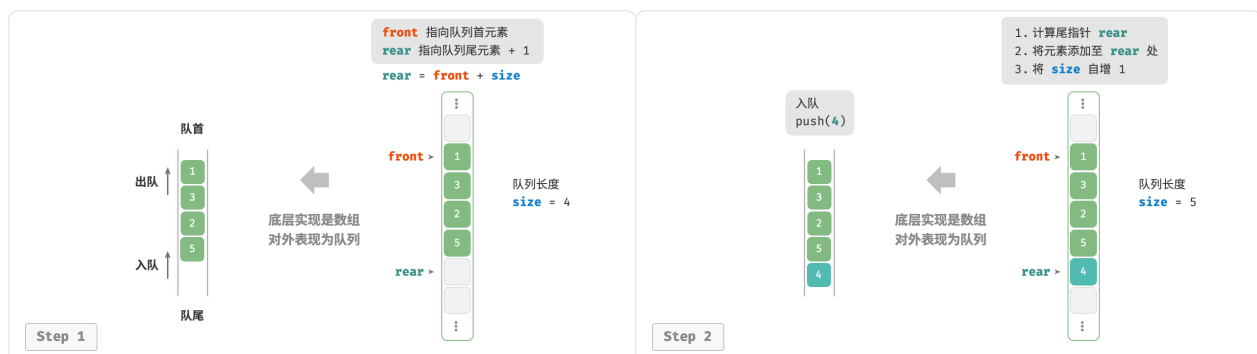 front 指向队列首元素
rear 指向队列尾元素 + 1
rear = front + size
队首
出队
入队
队尾
1
3
2
5
底层实现是数组
对外表现为队列
front
rear
1
3
2
5
队列长度
size = 4
Step 1
1. 计算尾指针 rear
2. 将元素添加至 rear 处
3. 将 size 自增 1
入队
push(4)
1
3
2
5
4
底层实现是数组
对外表现为队列
front
rear
1
3
2
5
4
队列长度
size = 5
Step 2